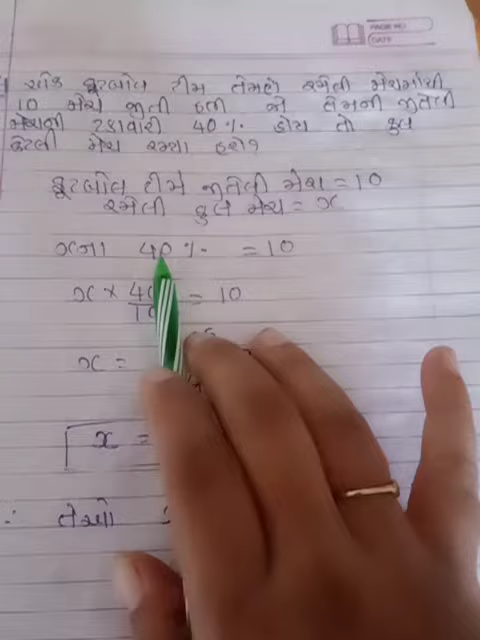 PAGE NO.
DATE
એક ફૂટબોલ ટીમ તેમણે રમેલી મેચમાંથી
10 મેચ જીતી હતી જો તેમની જીતેલી
મેચની ટકાવારી 40% હોય તો કુલ
કેટલી મેચ રમ્યા હશે?
ફૂટબોલ ટીમે જીતેલી મેચ = 10
રમેલી કુલ મેચ = x
xના 40% = 10
x × 40 = 10
x =
x =
∴ તેઓ